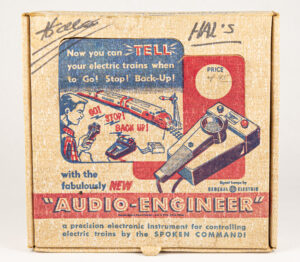 HAL'S
Now you can TELL
your electric trains when
to Go! Stop! Back-Up!
PRICE
GO!
STOP!
BACK UP!
with the
fabulously NEW
GENERAL ELECTRIC
"AUDIO-ENGINEER"
a precision electronic instrument for controlling
electric trains by the SPOKEN COMMAND!